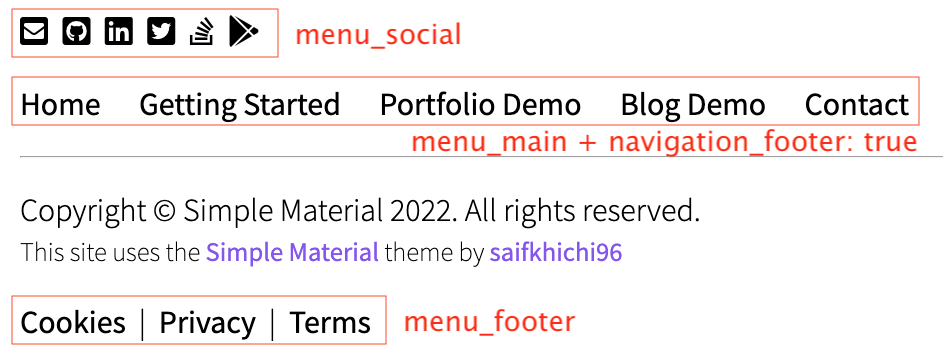 menu_social
Home Getting Started Portfolio Demo Blog Demo Contact
menu_main + navigation_footer: true
Copyright © Simple Material 2022. All rights reserved.
This site uses the Simple Material theme by saifkhichi96
Cookies | Privacy | Terms menu_footer